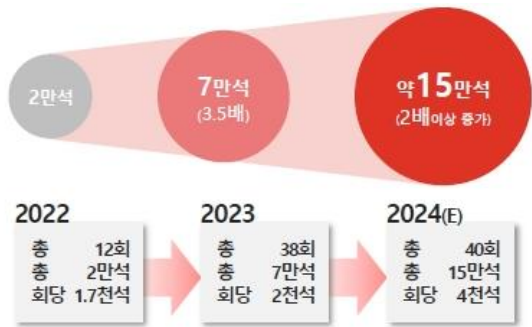 2만석
7만석
(3.5배)
약15만석
(2배이상 증가)
2022
총 12회
총 2만석
회당 1.7천석
2023
총 38회
총 7만석
회당 2천석
2024(E)
총 40회
총 15만석
회당 4천석